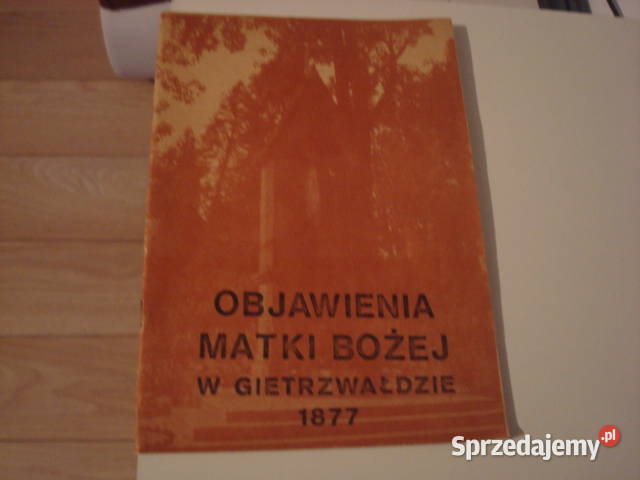 OBJAWIENIA
MATKI BOŻEJ
W GIETRZWAŁDZIE
1877
Sprzedajemy.pl